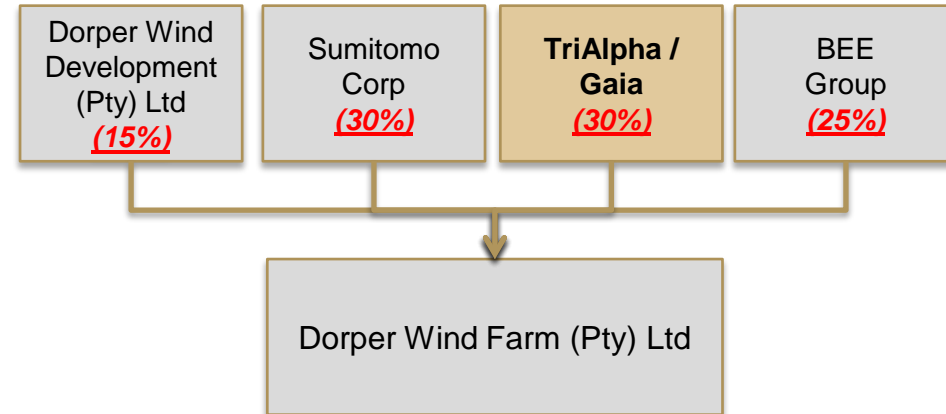 Dorper Wind
Development
(Pty) Ltd
(15%)
Sumitomo
Corp
(30%)
TriAlpha /
Gaia
(30%)
BEE
Group
(25%)
Dorper Wind Farm (Pty) Ltd